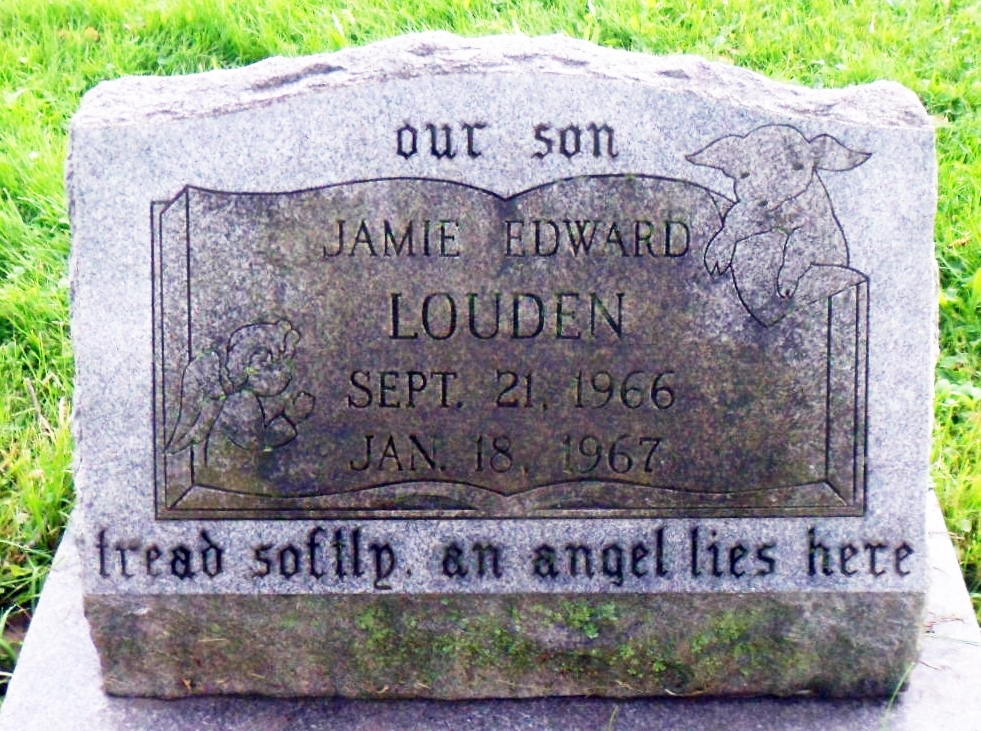 our son
JAMIE EDWARD
LOUDEN
SEPT. 21, 1966
JAN. 18, 1967
tread softly, an angel lies here